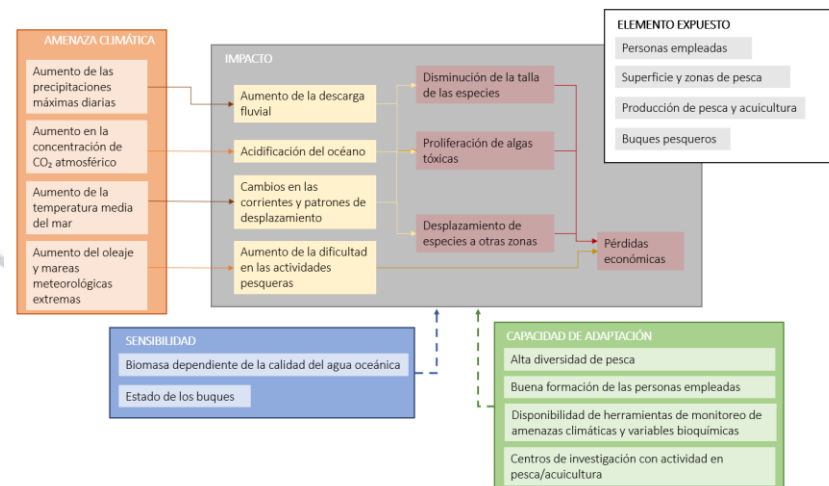 AMENAZA CLIMÁTICA
Aumento de las
precipitaciones
máximas diarias
Aumento en la
concentración de
CO₂ atmosférico
Aumento de la
temperatura media
del mar
Aumento del oleaje
y mareas
meteorológicas
extremas
IMPACTO
Aumento de la descarga
fluvial
Acidificación del océano
Cambios en las
corrientes y patrones de
desplazamiento
Aumento de la dificultad
en las actividades
pesqueras
Disminución de la talla
de las especies
Proliferación de algas
tóxicas
Desplazamiento de
especies a otras zonas
Pérdidas
económicas
ELEMENTO EXPUESTO
Personas empleadas
Superficie y zonas de pesca
Producción de pesca y acuicultura
Buques pesqueros
SENSIBILIDAD
Biomasa dependiente de la calidad del agua oceánica
Estado de los buques
CAPACIDAD DE ADAPTACIÓN
Alta diversidad de pesca
Buena formación de las personas empleadas
Disponibilidad de herramientas de monitoreo de
amenazas climáticas y variables bioquímicas
Centros de investigación con actividad en
pesca/acuicultura